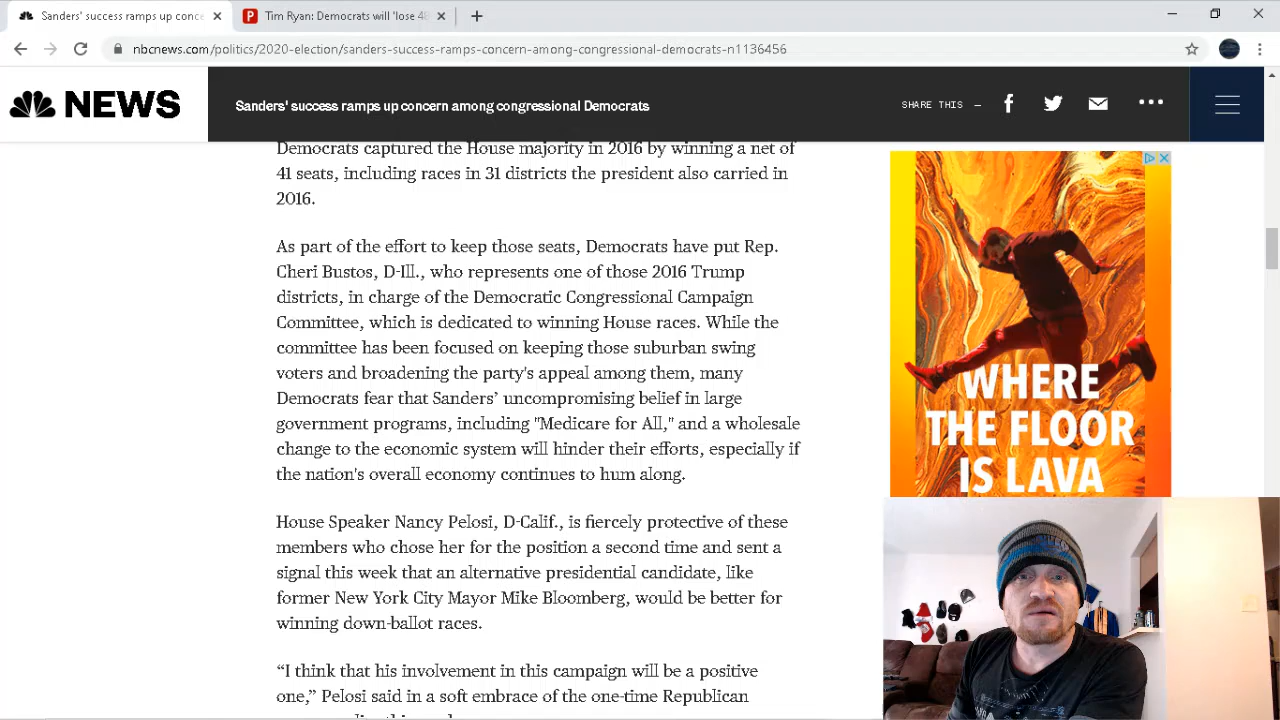 Sanders' success ramps up conce
Tim Ryan: Democrats will 'lose 48
nbcnews.com/politics/2020-election/sanders-success-ramps-concern-among-congressional-democrats-n1136456
NEWS
Sanders' success ramps up concern among congressional Democrats
SHARE THIS —
Democrats captured the House majority in 2016 by winning a net of
41 seats, including races in 31 districts the president also carried in
2016.
As part of the effort to keep those seats, Democrats have put Rep.
Cheri Bustos, D-Ill., who represents one of those 2016 Trump
districts, in charge of the Democratic Congressional Campaign
Committee, which is dedicated to winning House races. While the
committee has been focused on keeping those suburban swing
voters and broadening the party's appeal among them, many
Democrats fear that Sanders’ uncompromising belief in large
government programs, including "Medicare for All," and a wholesale
change to the economic system will hinder their efforts, especially if
the nation's overall economy continues to hum along.
House Speaker Nancy Pelosi, D-Calif., is fiercely protective of these
members who chose her for the position a second time and sent a
signal this week that an alternative presidential candidate, like
former New York City Mayor Mike Bloomberg, would be better for
winning down-ballot races.
“I think that his involvement in this campaign will be a positive
one,” Pelosi said in a soft embrace of the one-time Republican
WHERE
THE FLOOR
IS LAVA